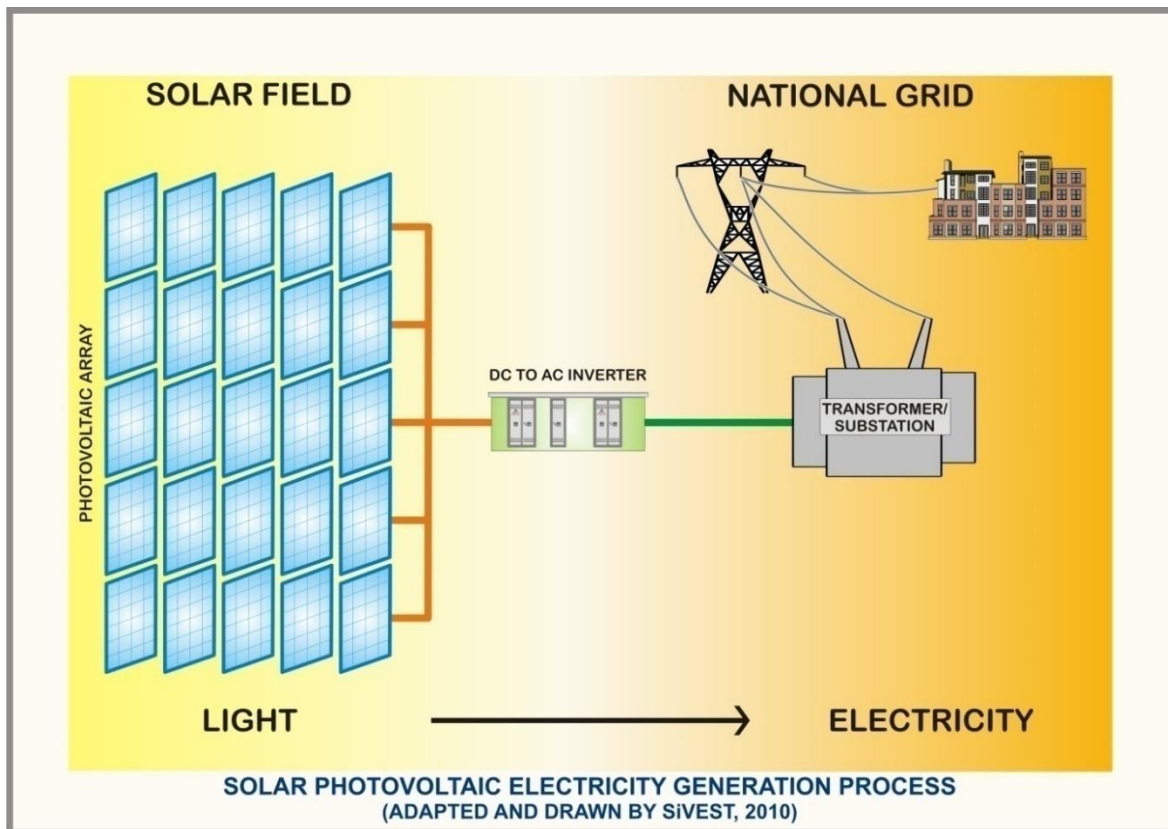 SOLAR FIELD
NATIONAL GRID
PHOTOVOLTAIC ARRAY
DC TO AC INVERTER
TRANSFORMER/
SUBSTATION
LIGHT
ELECTRICITY
SOLAR PHOTOVOLTAIC ELECTRICITY GENERATION PROCESS
(ADAPTED AND DRAWN BY SiVEST, 2010)